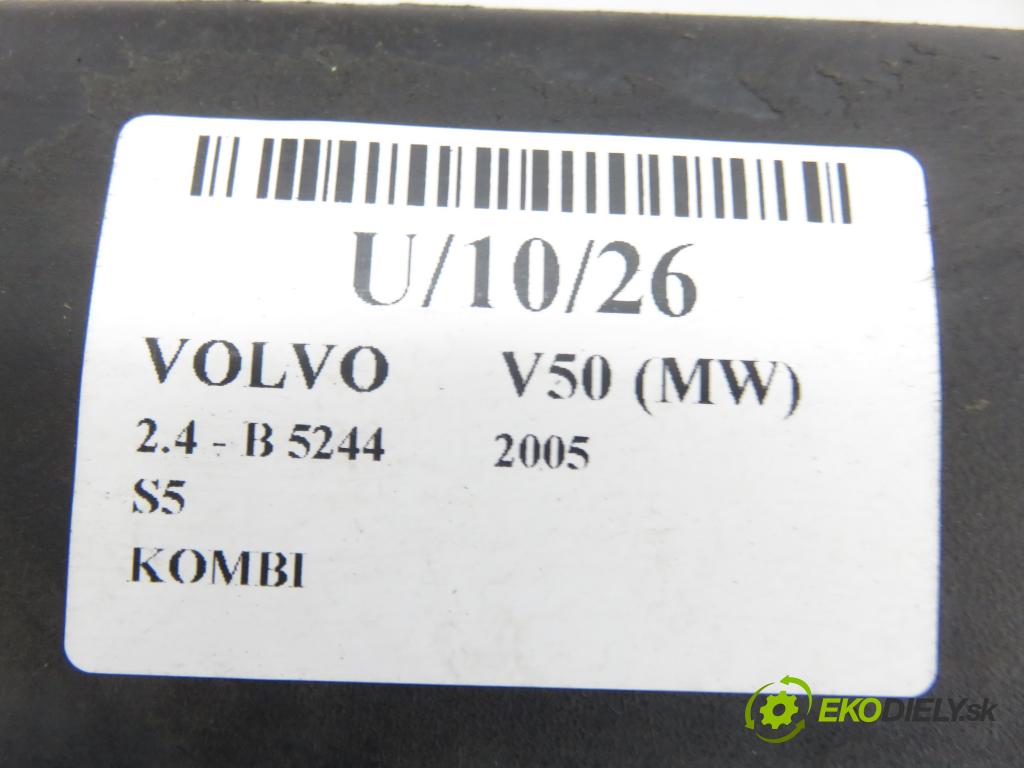 U/10/26
VOLVO V50 (MW)
2.4 - B 5244 2005
S5
KOMBI
EKODIELY.sk